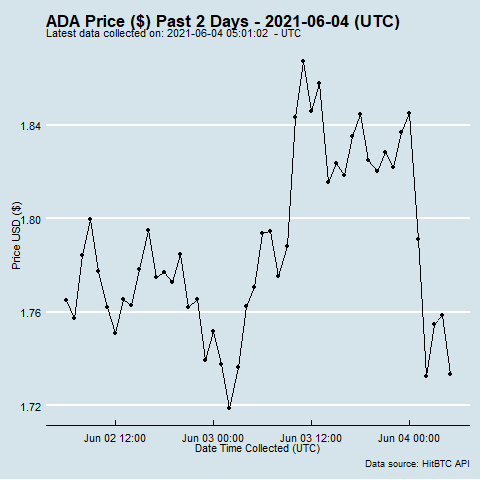 ADA Price ($) Past 2 Days - 2021-06-04 (UTC)
Latest data collected on: 2021-06-04 05:01:02  - UTC
1.84
1.80
1.76
1.72
Price USD ($)
Jun 02 12:00
Jun 03 00:00
Jun 03 12:00
Jun 04 00:00
Date Time Collected (UTC)
Data source: HitBTC API